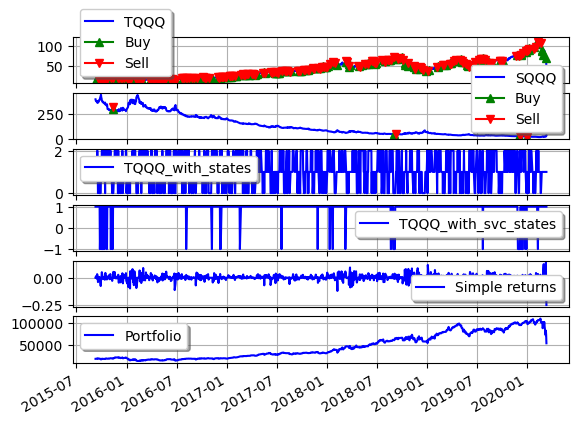 TQQQ
Buy
Sell
100
50
SQQQ
Buy
Sell
250
0
2
0
TQQQ_with_states
1
−1
TQQQ_with_svc_states
0.00
−0.25
Simple returns
100000
50000
Portfolio
2015-07
2016-01
2016-07
2017-01
2017-07
2018-01
2018-07
2019-01
2019-07
2020-01